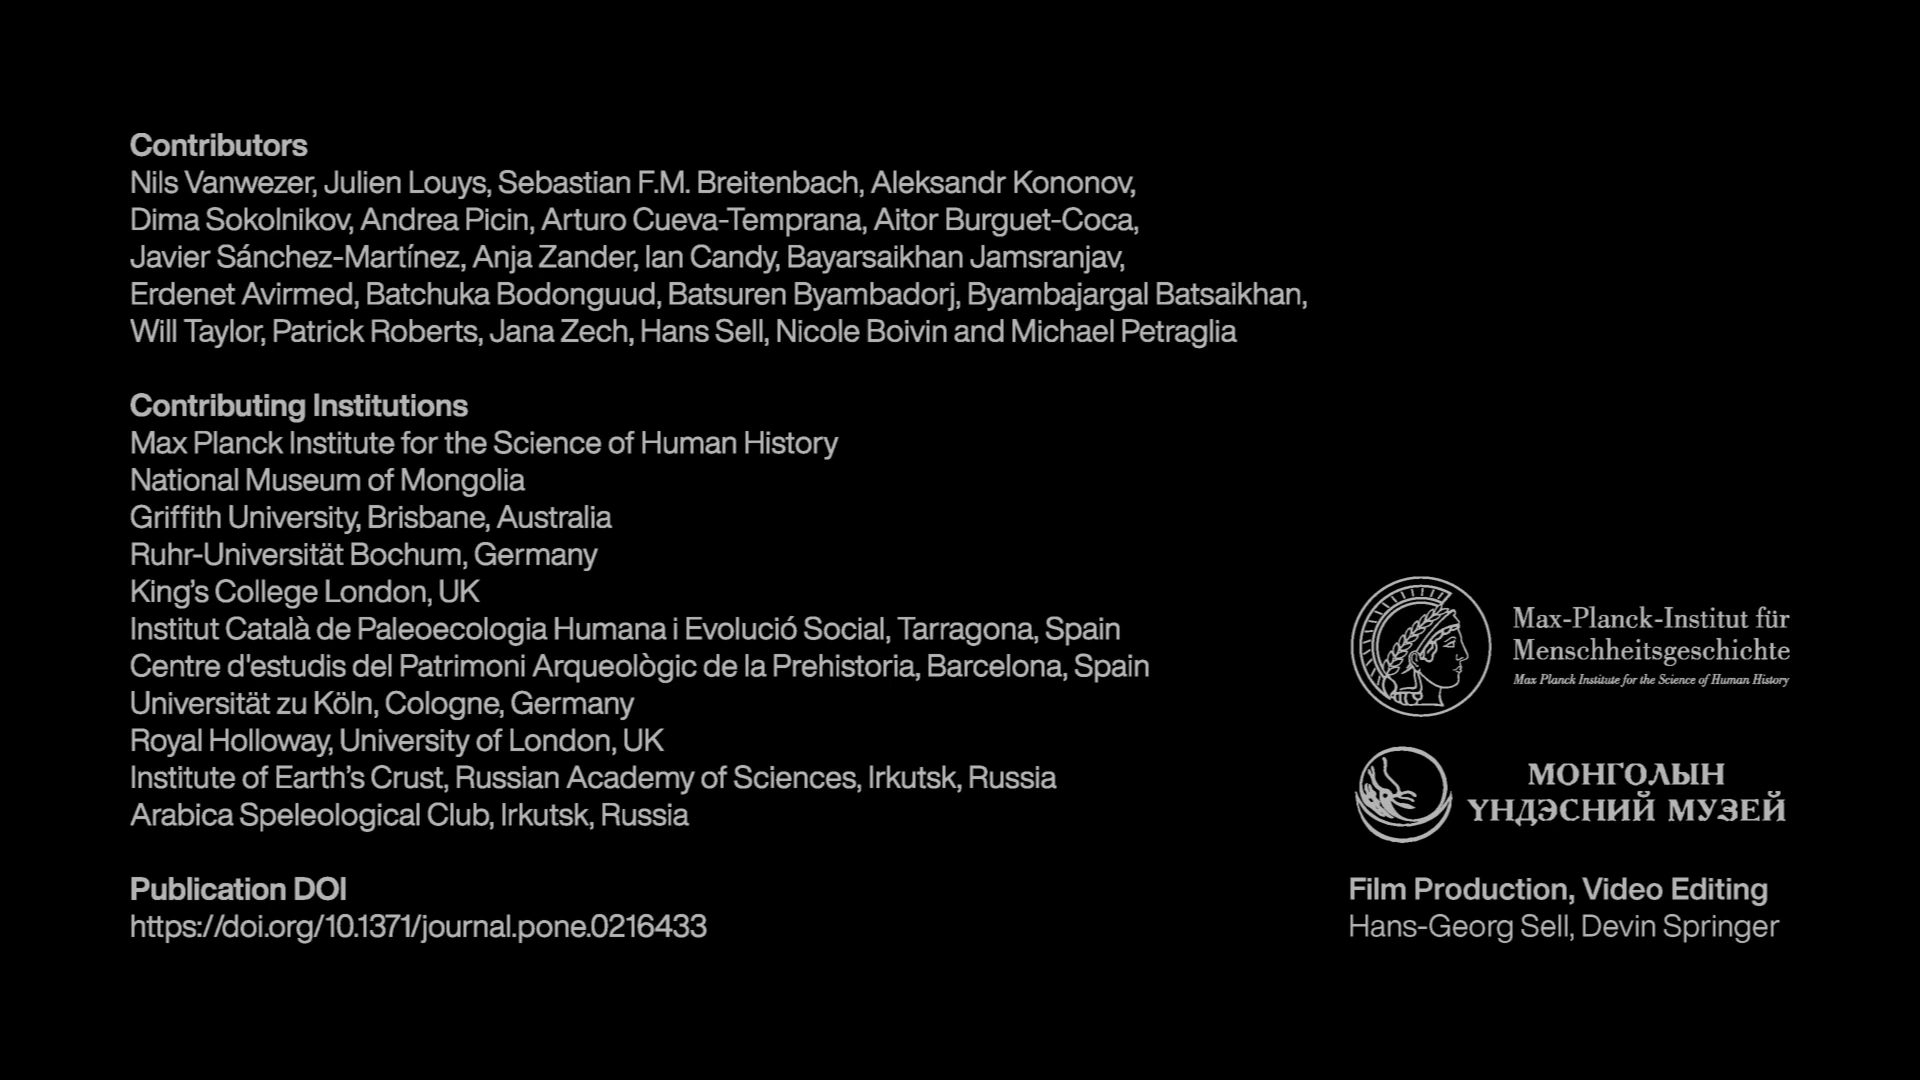 Contributors
Nils Vanwezer, Julien Louys, Sebastian F.M. Breitenbach, Aleksandr Kononov,
Dima Sokolnikov, Andrea Picin, Arturo Cueva-Temprana, Aitor Burguet-Coca,
Javier Sánchez-Martínez, Anja Zander, Ian Candy, Bayarsaikhan Jamsranjav,
Erdenet Avirmed, Batchuka Bodonguud, Batsuren Byambadorj, Byambajargal Batsaikhan,
Will Taylor, Patrick Roberts, Jana Zech, Hans Sell, Nicole Boivin and Michael Petraglia
Contributing Institutions
Max Planck Institute for the Science of Human History
National Museum of Mongolia
Griffith University, Brisbane, Australia
Ruhr-Universität Bochum, Germany
King’s College London, UK
Institut Català de Paleoecologia Humana i Evolució Social, Tarragona, Spain
Centre d'estudis del Patrimoni Arqueològic de la Prehistoria, Barcelona, Spain
Universität zu Köln, Cologne, Germany
Royal Holloway, University of London, UK
Institute of Earth’s Crust, Russian Academy of Sciences, Irkutsk, Russia
Arabica Speleological Club, Irkutsk, Russia
Publication DOI
https://doi.org/10.1371/journal.pone.0216433
Max-Planck-Institut für
Menschheitsgeschichte
Max Planck Institute for the Science of Human History
МОНГОЛЫН
ҮНДЭСНИЙ МУЗЕЙ
Film Production, Video Editing
Hans-Georg Sell, Devin Springer